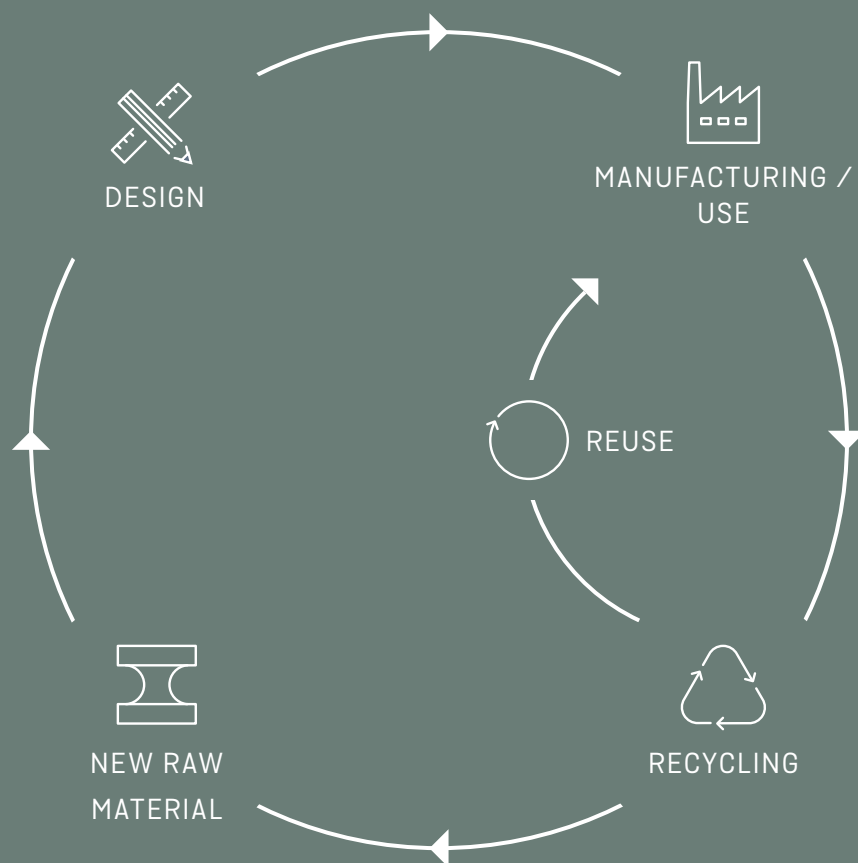 DESIGN
MANUFACTURING /
USE
REUSE
NEW RAW
MATERIAL
RECYCLING